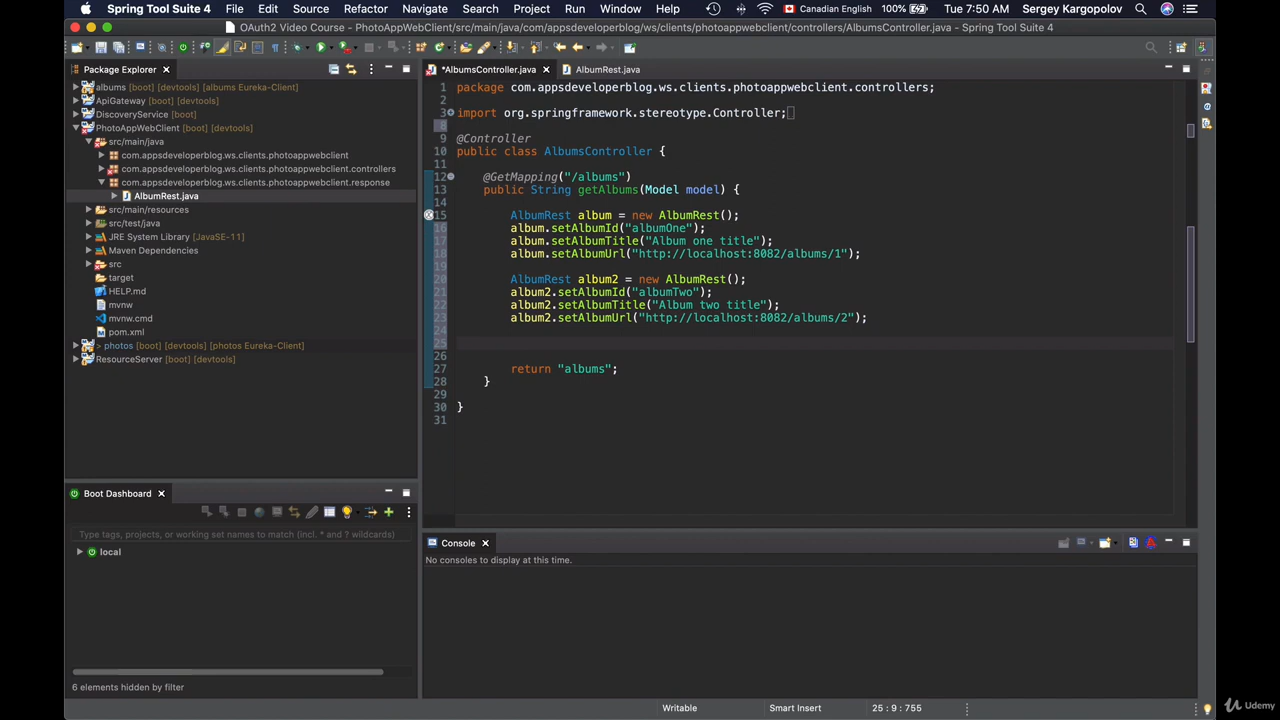 Spring Tool Suite 4 File Edit Source Refactor Navigate Search Project Run Window Help Canadian English 100% Tue 7:50 AM Sergey Kargopolov
OAuth2 Video Course - PhotoAppWebClient/src/main/java/com/appsdeveloperblog/ws/clients/photoappwebclient/controllers/AlbumsController.java - Spring Tool Suite 4
Package Explorer
albums [boot] [devtools] [albums Eureka-Client]
ApiGateway [boot] [devtools]
DiscoveryService [boot]
PhotoAppWebClient [boot] [devtools]
src/main/java
com.appsdeveloperblog.ws.clients.photoappwebclient
com.appsdeveloperblog.ws.clients.photoappwebclient.controllers
com.appsdeveloperblog.ws.clients.photoappwebclient.response
AlbumRest.java
src/main/resources
src/test/java
JRE System Library [JavaSE-11]
Maven Dependencies
src
target
HELP.md
mvnw
mvnw.cmd
pom.xml
> photos [boot] [devtools] [photos Eureka-Client]
ResourceServer [boot] [devtools]
*AlbumsController.java AlbumRest.java
1 package com.appsdeveloperblog.ws.clients.photoappwebclient.controllers;
2
3 import org.springframework.stereotype.Controller;
8
9 @Controller
10 public class AlbumsController {
11
12 @GetMapping("/albums")
13 public String getAlbums(Model model) {
14
15 AlbumRest album = new AlbumRest();
16 album.setAlbumId("albumOne");
17 album.setAlbumTitle("Album one title");
18 album.setAlbumUrl("http://localhost:8082/albums/1");
19
20 AlbumRest album2 = new AlbumRest();
21 album2.setAlbumId("albumTwo");
22 album2.setAlbumTitle("Album two title");
23 album2.setAlbumUrl("http://localhost:8082/albums/2");
24
25
26
27 return "albums";
28 }
29
30 }
31
Boot Dashboard
Type tags, projects, or working set names to match (incl. * and ? wildcards)
local
6 elements hidden by filter
Console
No consoles to display at this time.
Writable Smart Insert 25 : 9 : 755
Udemy